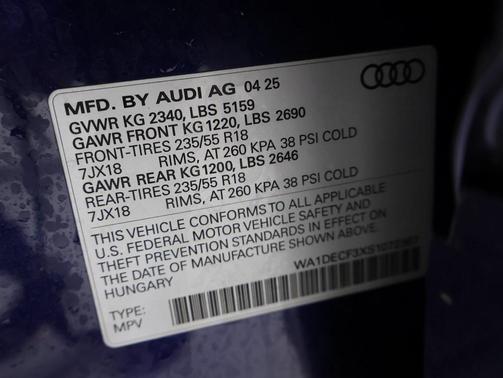 MFD. BY AUDI AG 04 25
GVWR KG 2340, LBS 5159
GAWR FRONT KG 1220, LBS 2690
FRONT-TIRES 235/55 R18
7JX18 RIMS, AT 260 KPA 38 PSI COLD
GAWR REAR KG 1200, LBS 2646
REAR-TIRES 235/55 R18
7JX18 RIMS, AT 260 KPA 38 PSI COLD
THIS VEHICLE CONFORMS TO ALL APPLICABLE
U.S. FEDERAL MOTOR VEHICLE SAFETY AND
THEFT PREVENTION STANDARDS IN EFFECT ON
THE DATE OF MANUFACTURE SHOWN ABOVE.
HUNGARY
TYPE:
MPV